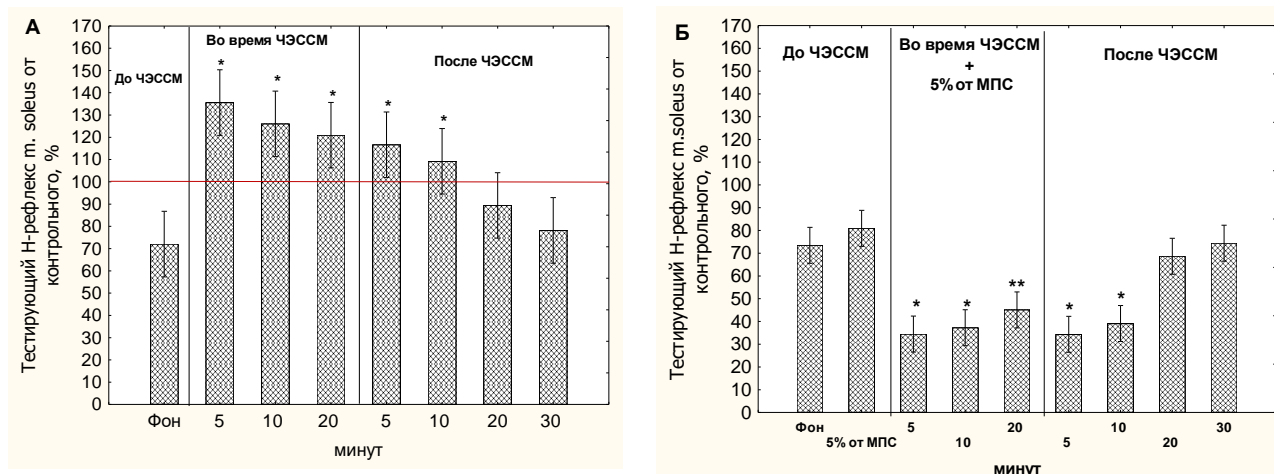 А
До ЧЭССМ
Во время ЧЭССМ
После ЧЭССМ
Тестирующий Н-рефлекс m. soleus от
контрольного, %
170
160
150
140
130
120
110
100
90
80
70
60
50
40
30
20
10
0
* * * * *
Фон 5 10 20 5 10 20 30
минут
Б
До ЧЭССМ
Во время ЧЭССМ
+
5% от МПС
После ЧЭССМ
Тестирующий Н-рефлекс m.soleus от
контрольного, %
170
160
150
140
130
120
110
100
90
80
70
60
50
40
30
20
10
0
* * ** * *
Фон 5 20 5 30
5% от МПС 10 10 20
минут